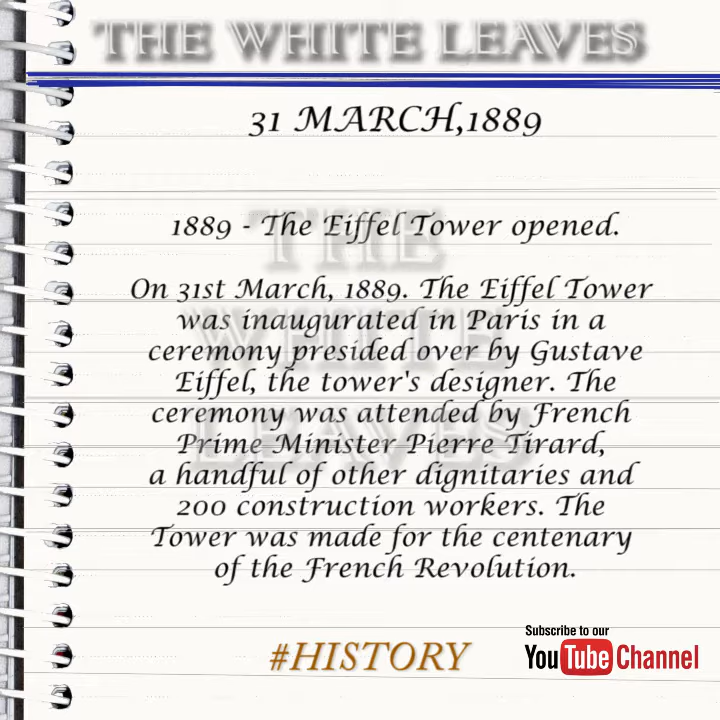 THE WHITE LEAVES
31 MARCH,1889
1889 - The Eiffel Tower opened.
On 31st March, 1889. The Eiffel Tower
was inaugurated in Paris in a
ceremony presided over by Gustave
Eiffel, the tower's designer. The
ceremony was attended by French
Prime Minister Pierre Tirard,
a handful of other dignitaries and
200 construction workers. The
Tower was made for the centenary
of the French Revolution.
THE
WHITE
LEAVES
#HISTORY
Subscribe to our
YouTube Channel